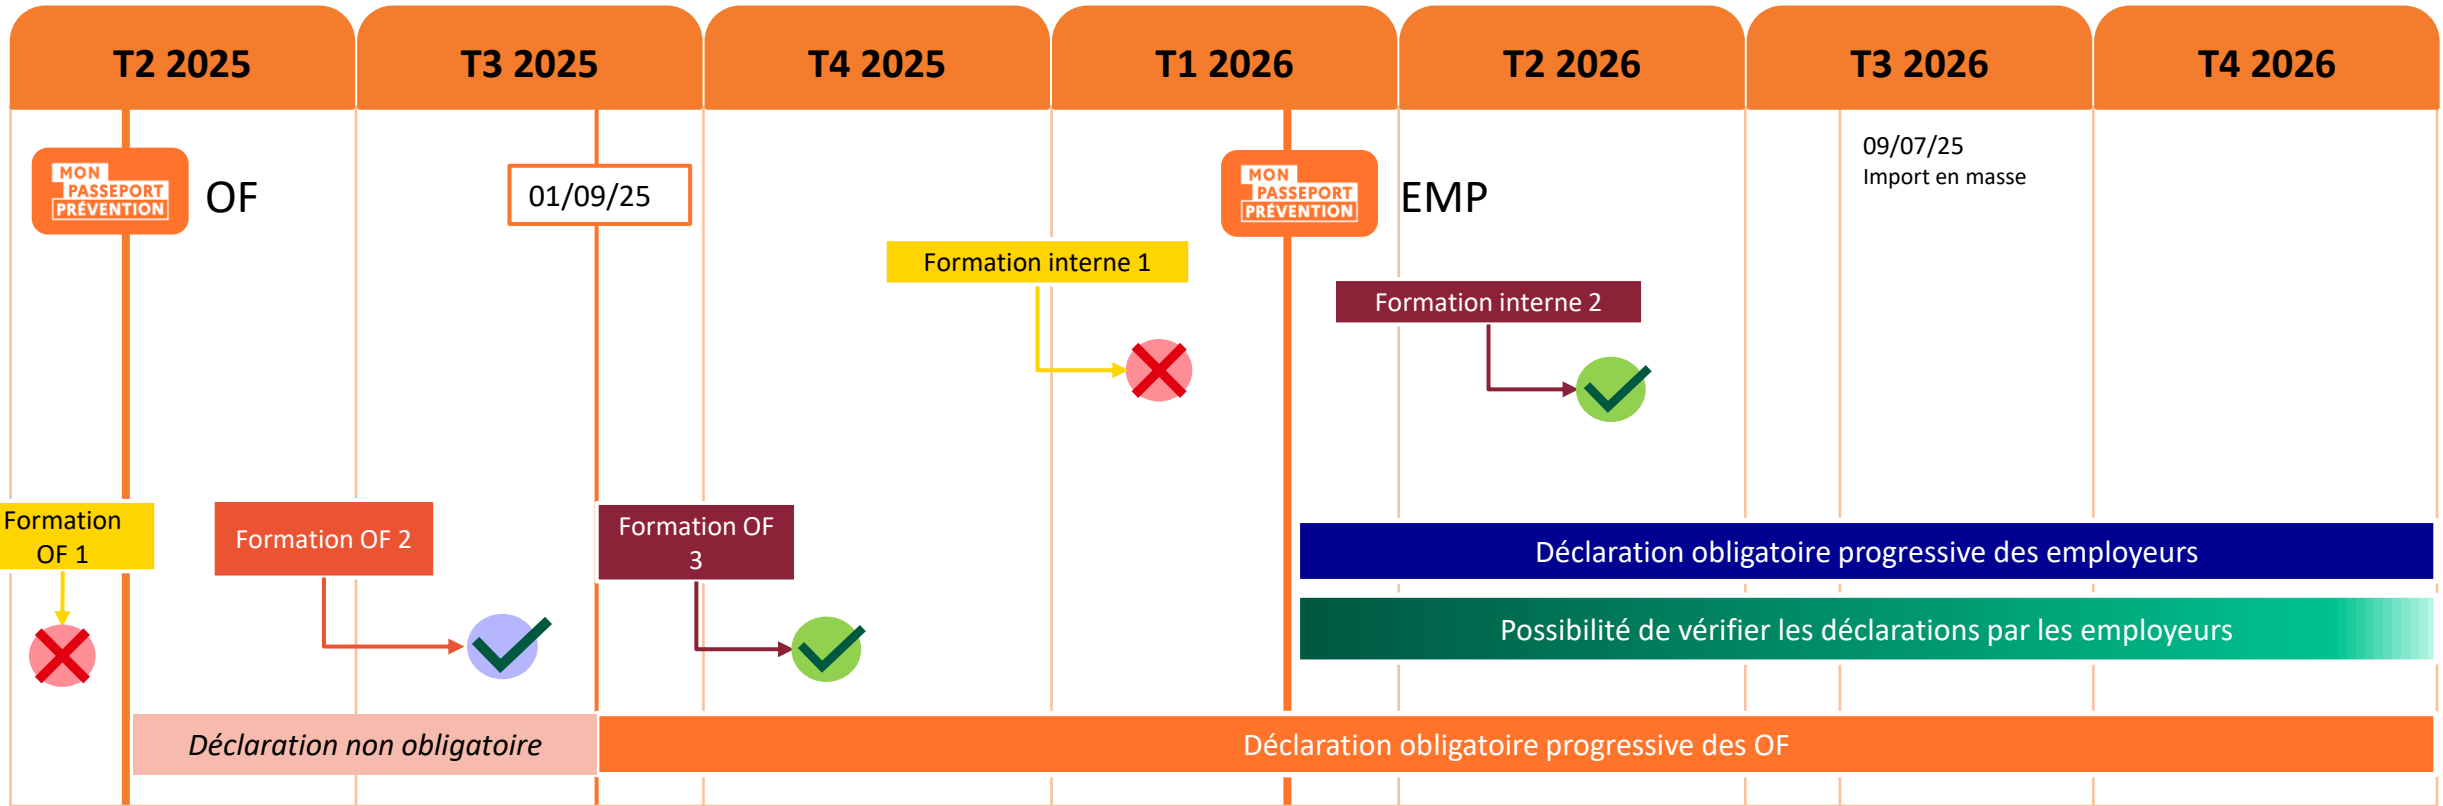 T2 2025
T3 2025
T4 2025
T1 2026
T2 2026
T3 2026
T4 2026
MON
PASSEPORT
PRÉVENTION
OF
01/09/25
MON
PASSEPORT
PRÉVENTION
EMP
09/07/25
Import en masse
Formation interne 1
Formation interne 2
Formation
OF 1
Formation OF 2
Formation OF
3
Déclaration obligatoire progressive des employeurs
Possibilité de vérifier les déclarations par les employeurs
Déclaration non obligatoire
Déclaration obligatoire progressive des OF